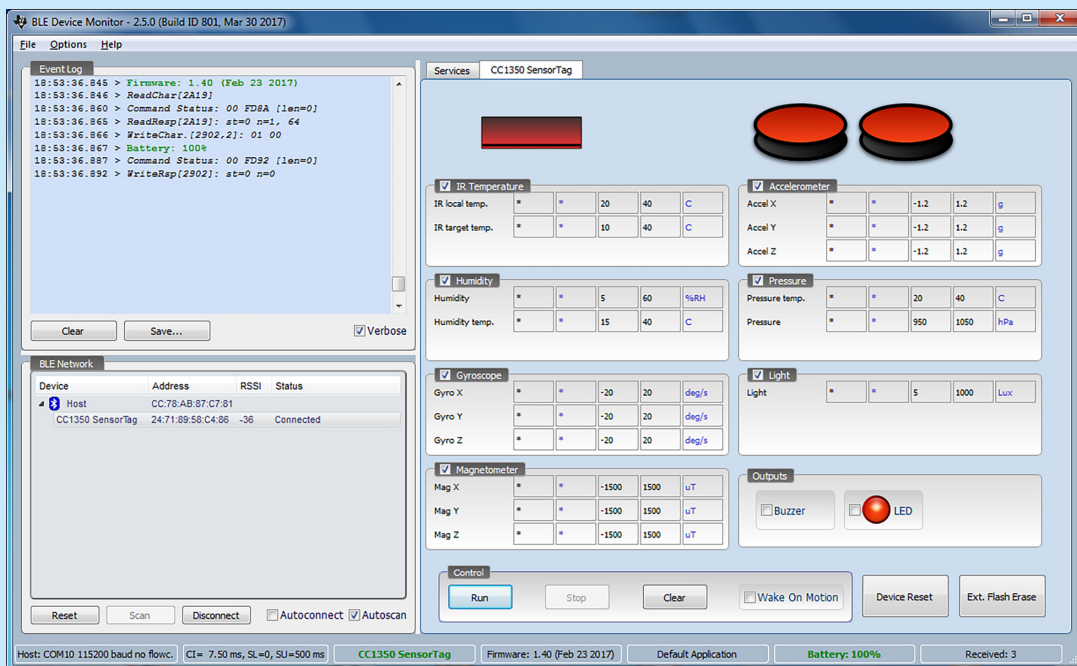 BLE Device Monitor - 2.5.0 (Build ID 801, Mar 30 2017)
File Options Help
Event Log
18:53:36.845 > Firmware: 1.40 (Feb 23 2017)
18:53:36.846 > ReadChar[2A19]
18:53:36.860 > Command Status: 00 FD8A [len=0]
18:53:36.865 > ReadResp[2A19]: st=0 n=1, 64
18:53:36.866 > WriteChar.[2902,2]: 01 00
18:53:36.867 > Battery: 100%
18:53:36.887 > Command Status: 00 FD92 [len=0]
18:53:36.892 > WriteRsp[2902]: st=0 n=0
Clear Save... Verbose
BLE Network
Device Address RSSI Status
Host CC:78:AB:87:C7:81
CC1350 SensorTag 24:71:89:58:C4:86 -36 Connected
Reset Scan Disconnect Autoconnect Autoscan
Services CC1350 SensorTag
IR Temperature
IR local temp. * * 20 40 C
IR target temp. * * 10 40 C
Accelerometer
Accel X * * -1.2 1.2 g
Accel Y * * -1.2 1.2 g
Accel Z * * -1.2 1.2 g
Humidity
Humidity * * 5 60 %RH
Humidity temp. * * 15 40 C
Pressure
Pressure temp. * * 20 40 C
Pressure * * 950 1050 hPa
Gyroscope
Gyro X * * -20 20 deg/s
Gyro Y * * -20 20 deg/s
Gyro Z * * -20 20 deg/s
Light
Light * * 5 1000 Lux
Magnetometer
Mag X * * -1500 1500 uT
Mag Y * * -1500 1500 uT
Mag Z * * -1500 1500 uT
Outputs
Buzzer LED
Control
Run Stop Clear Wake On Motion Device Reset Ext. Flash Erase
Host: COM10 115200 baud no flowc. CI= 7.50 ms, SL=0, SU=500 ms CC1350 SensorTag Firmware: 1.40 (Feb 23 2017) Default Application Battery: 100% Received: 3